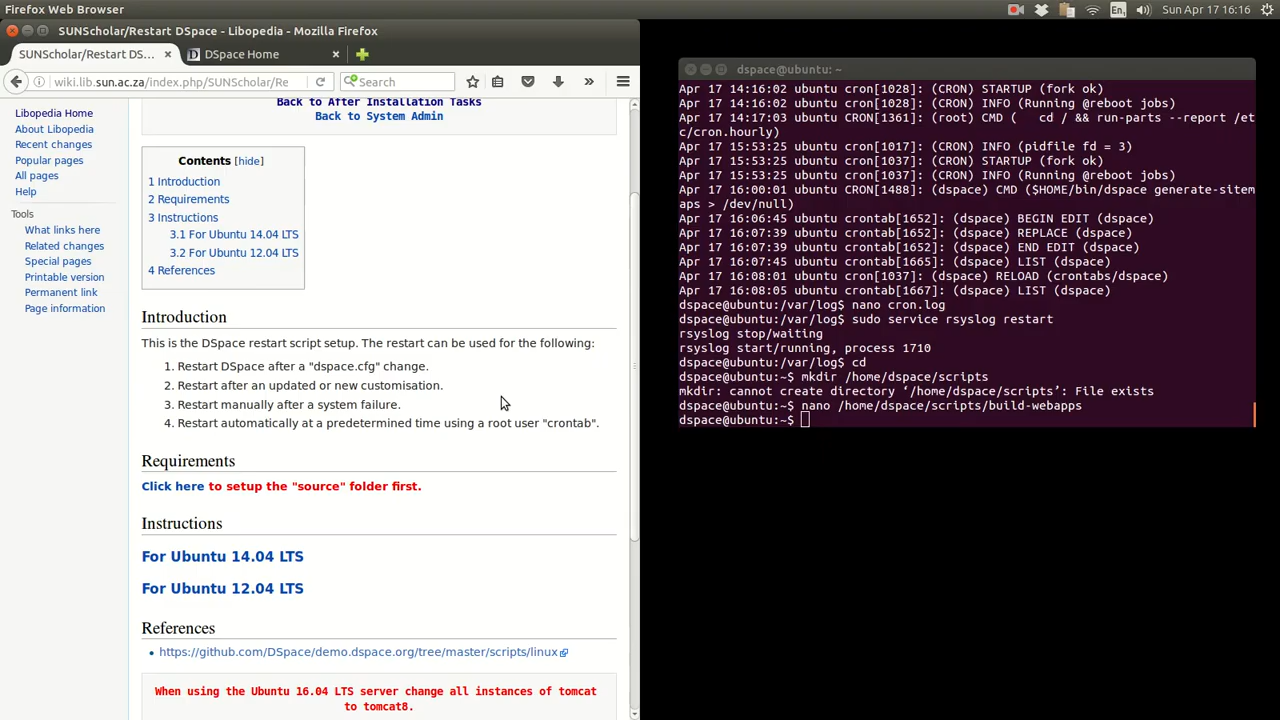 Firefox Web Browser
En1
Sun Apr 17 16:16
SUNScholar/Restart DSpace - Libopedia - Mozilla Firefox
SUNScholar/Restart DS... ×
DSpace Home ×
wiki.lib.sun.ac.za/index.php/SUNScholar/Re
Search
Libopedia Home
About Libopedia
Recent changes
Popular pages
All pages
Help
Tools
What links here
Related changes
Special pages
Printable version
Permanent link
Page information
Back to After Installation Tasks
Back to System Admin
Contents [hide]
1 Introduction
2 Requirements
3 Instructions
3.1 For Ubuntu 14.04 LTS
3.2 For Ubuntu 12.04 LTS
4 References
Introduction
This is the DSpace restart script setup. The restart can be used for the following:
1. Restart DSpace after a "dspace.cfg" change.
2. Restart after an updated or new customisation.
3. Restart manually after a system failure.
4. Restart automatically at a predetermined time using a root user "crontab".
Requirements
Click here to setup the "source" folder first.
Instructions
For Ubuntu 14.04 LTS
For Ubuntu 12.04 LTS
References
• https://github.com/DSpace/demo.dspace.org/tree/master/scripts/linux
When using the Ubuntu 16.04 LTS server change all instances of tomcat
to tomcat8.
dspace@ubuntu: ~
Apr 17 14:16:02 ubuntu cron[1028]: (CRON) STARTUP (fork ok)
Apr 17 14:16:02 ubuntu cron[1028]: (CRON) INFO (Running @reboot jobs)
Apr 17 14:17:03 ubuntu CRON[1361]: (root) CMD (   cd / && run-parts --report /et
c/cron.hourly)
Apr 17 15:53:25 ubuntu cron[1017]: (CRON) INFO (pidfile fd = 3)
Apr 17 15:53:25 ubuntu cron[1037]: (CRON) STARTUP (fork ok)
Apr 17 15:53:25 ubuntu cron[1037]: (CRON) INFO (Running @reboot jobs)
Apr 17 16:00:01 ubuntu CRON[1488]: (dspace) CMD ($HOME/bin/dspace generate-sitem
aps > /dev/null)
Apr 17 16:06:45 ubuntu crontab[1652]: (dspace) BEGIN EDIT (dspace)
Apr 17 16:07:39 ubuntu crontab[1652]: (dspace) REPLACE (dspace)
Apr 17 16:07:39 ubuntu crontab[1652]: (dspace) END EDIT (dspace)
Apr 17 16:07:45 ubuntu crontab[1665]: (dspace) LIST (dspace)
Apr 17 16:08:01 ubuntu cron[1037]: (dspace) RELOAD (crontabs/dspace)
Apr 17 16:08:05 ubuntu crontab[1667]: (dspace) LIST (dspace)
dspace@ubuntu:/var/log$ nano cron.log
dspace@ubuntu:/var/log$ sudo service rsyslog restart
rsyslog stop/waiting
rsyslog start/running, process 1710
dspace@ubuntu:/var/log$ cd
dspace@ubuntu:~$ mkdir /home/dspace/scripts
mkdir: cannot create directory ‘/home/dspace/scripts’: File exists
dspace@ubuntu:~$ nano /home/dspace/scripts/build-webapps
dspace@ubuntu:~$